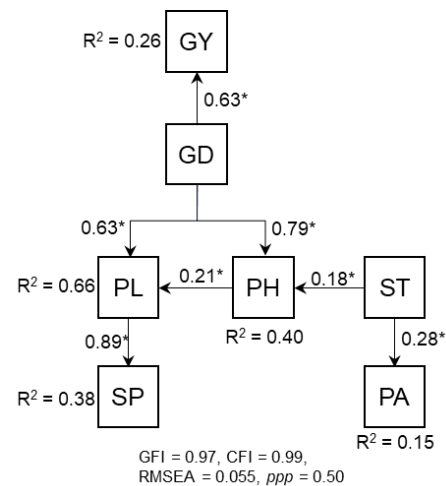 GY
R² = 0.26
0.63*
GD
0.63*
0.79*
R² = 0.66
PL
0.21*
PH
0.18*
ST
R² = 0.40
0.89*
0.28*
R² = 0.38
SP
PA
R² = 0.15
GFI = 0.97, CFI = 0.99,
RMSEA = 0.055, ppp = 0.50